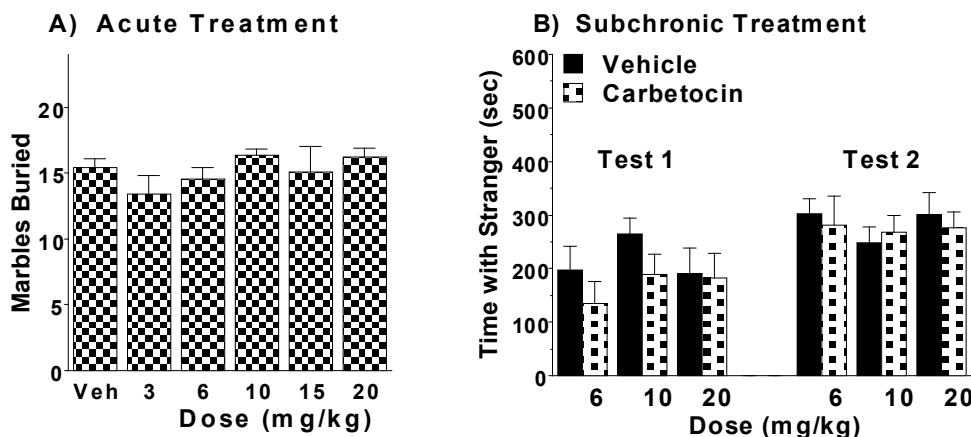 A) Acute Treatment
20
15
10
5
0
Marbles Buried
Veh 3 6 10 15 20
Dose (mg/kg)
B) Subchronic Treatment
Vehicle
Carbetocin
600
500
400
300
200
100
0
Time with Stranger (sec)
Test 1 Test 2
6 10 20 6 10 20
Dose (mg/kg)